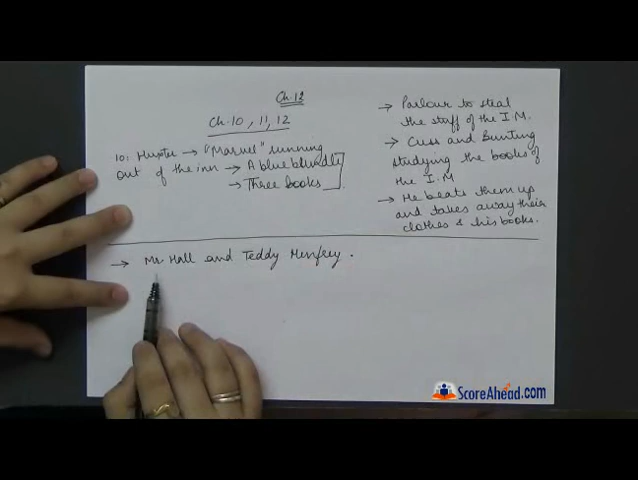 Ch.12
Ch.10, 11, 12
10: Huxter → "Marvel" running
out of the inn → A blue blundle
→ Three books
→ Parlour to steal
the stuff of the I.M.
→ Cuss and Bunting
studying the books of
the I.M
→ He beats them up
and takes away their
clothes & his books.
→ Mr Hall and Teddy Henfrey.
ScoreAhead.com